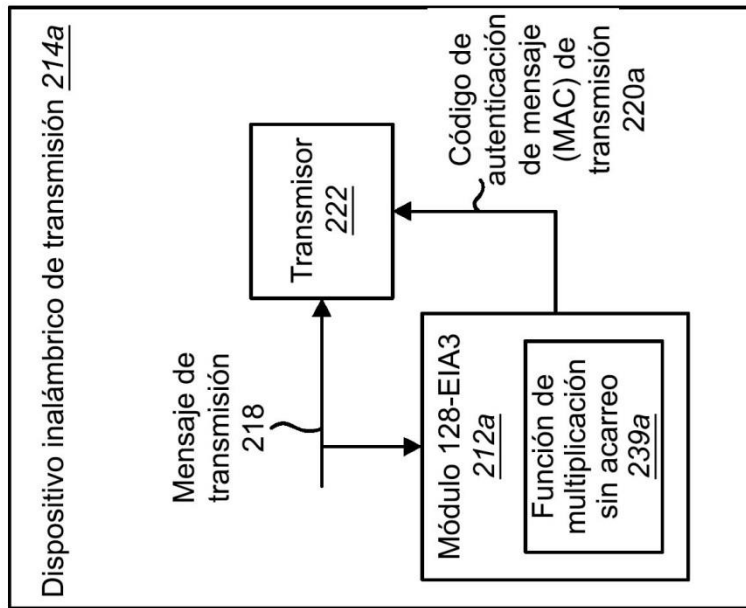 Dispositivo inalámbrico de transmisión 214a
Mensaje de
transmisión
218
Transmisor
222
Módulo 128-EIA3
212a
Función de
multiplicación
sin acarreo
239a
Código de
autenticación
de mensaje
(MAC) de
transmisión
220a